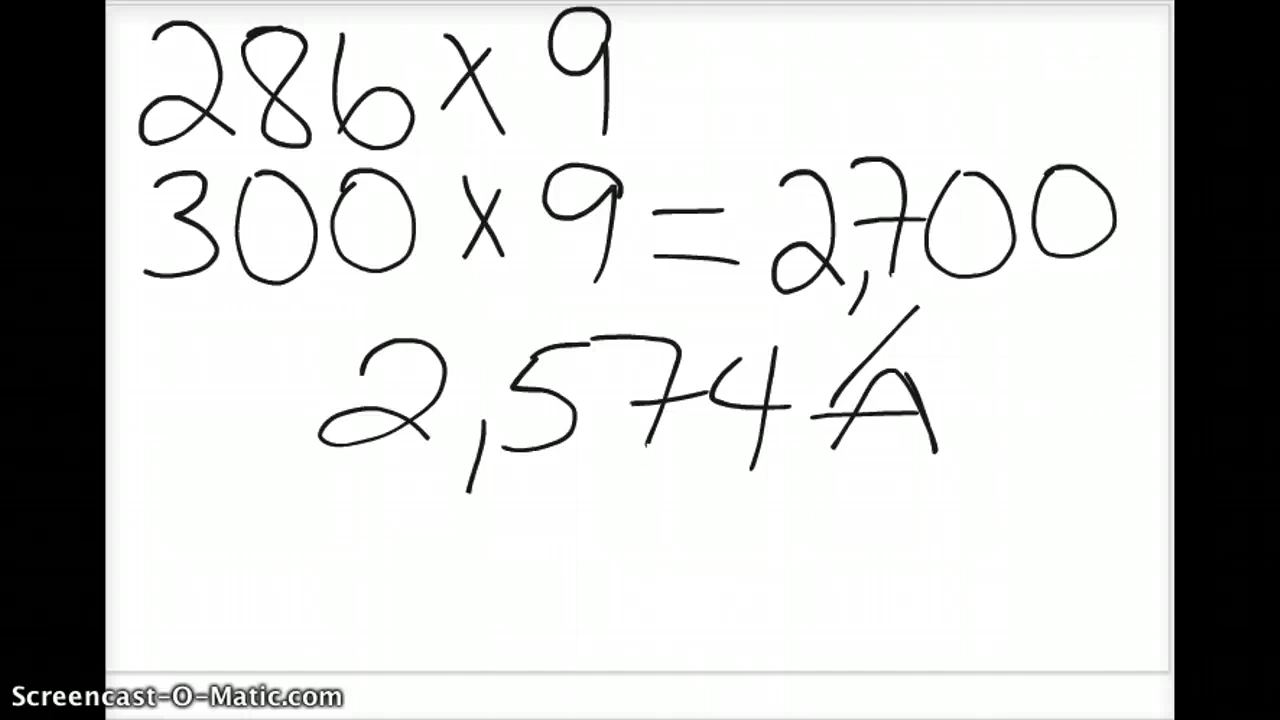 286 x 9
300 x 9 = 2,700
2,574 A
Screencast-O-Matic.com